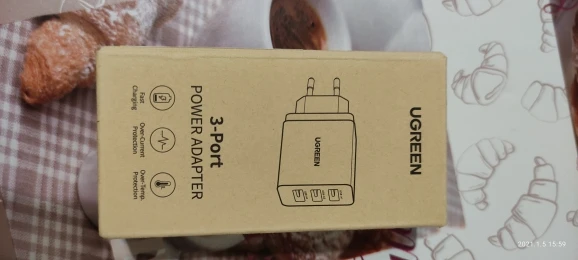 UGREEN
UGREEN
3-Port
POWER ADAPTER
Fast
Charging
Over-Current
Protection
Over-Temp.
Protection
2021.7.5 15:59